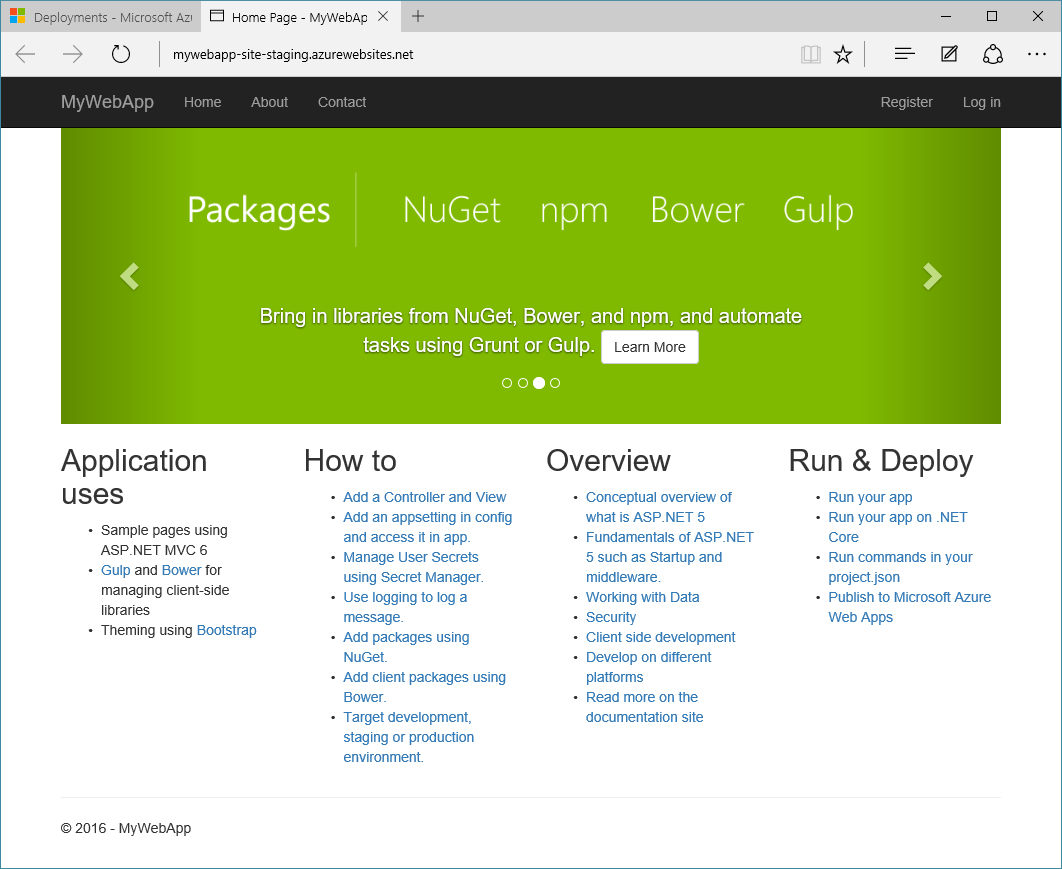 Deployments - Microsoft Azu
Home Page - MyWebAp
mywebapp-site-staging.azurewebsites.net
MyWebApp Home About Contact Register Log in
Packages NuGet npm Bower Gulp
Bring in libraries from NuGet, Bower, and npm, and automate
tasks using Grunt or Gulp. Learn More
Application
uses
• Sample pages using
ASP.NET MVC 6
• Gulp and Bower for
managing client-side
libraries
• Theming using Bootstrap
How to
• Add a Controller and View
• Add an appsetting in config
and access it in app.
• Manage User Secrets
using Secret Manager.
• Use logging to log a
message.
• Add packages using
NuGet.
• Add client packages using
Bower.
• Target development,
staging or production
environment.
Overview
• Conceptual overview of
what is ASP.NET 5
• Fundamentals of ASP.NET
5 such as Startup and
middleware.
• Working with Data
• Security
• Client side development
• Develop on different
platforms
• Read more on the
documentation site
Run & Deploy
• Run your app
• Run your app on .NET
Core
• Run commands in your
project.json
• Publish to Microsoft Azure
Web Apps
© 2016 - MyWebApp